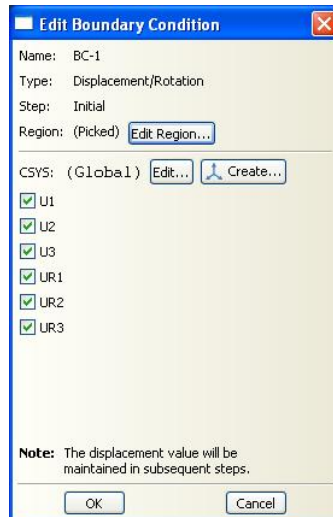 Edit Boundary Condition
Name: BC-1
Type: Displacement/Rotation
Step: Initial
Region: (Picked) Edit Region...
CSYS: (Global) Edit... Create...
U1
U2
U3
UR1
UR2
UR3
Note: The displacement value will be
maintained in subsequent steps.
OK Cancel